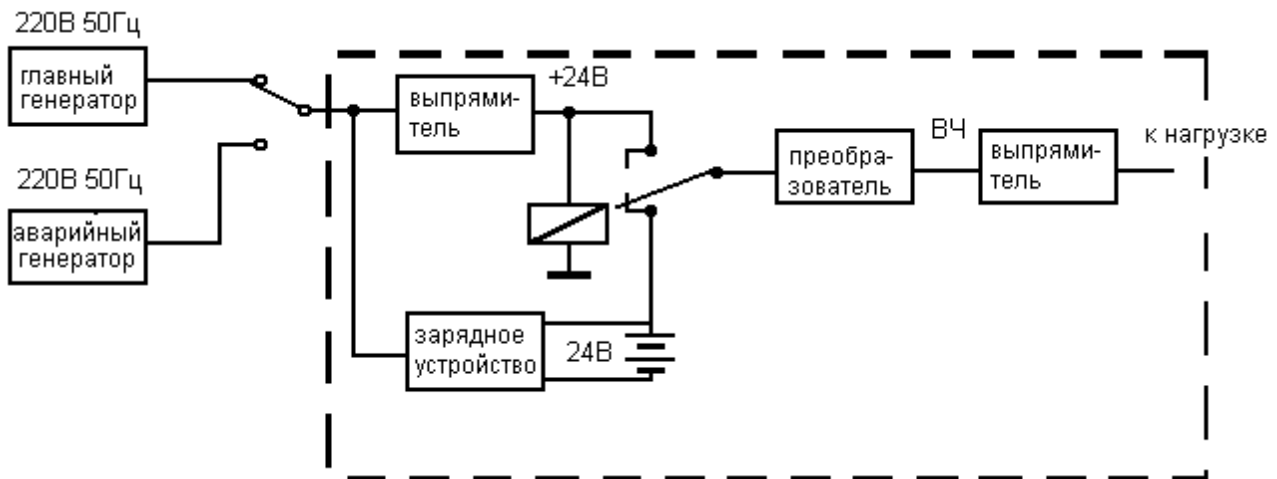 220В 50Гц
главный
генератор
220В 50Гц
аварийный
генератор
выпрями-
тель
+24В
зарядное
устройство
24В
преобра-
зователь
ВЧ
выпрями-
тель
к нагрузке